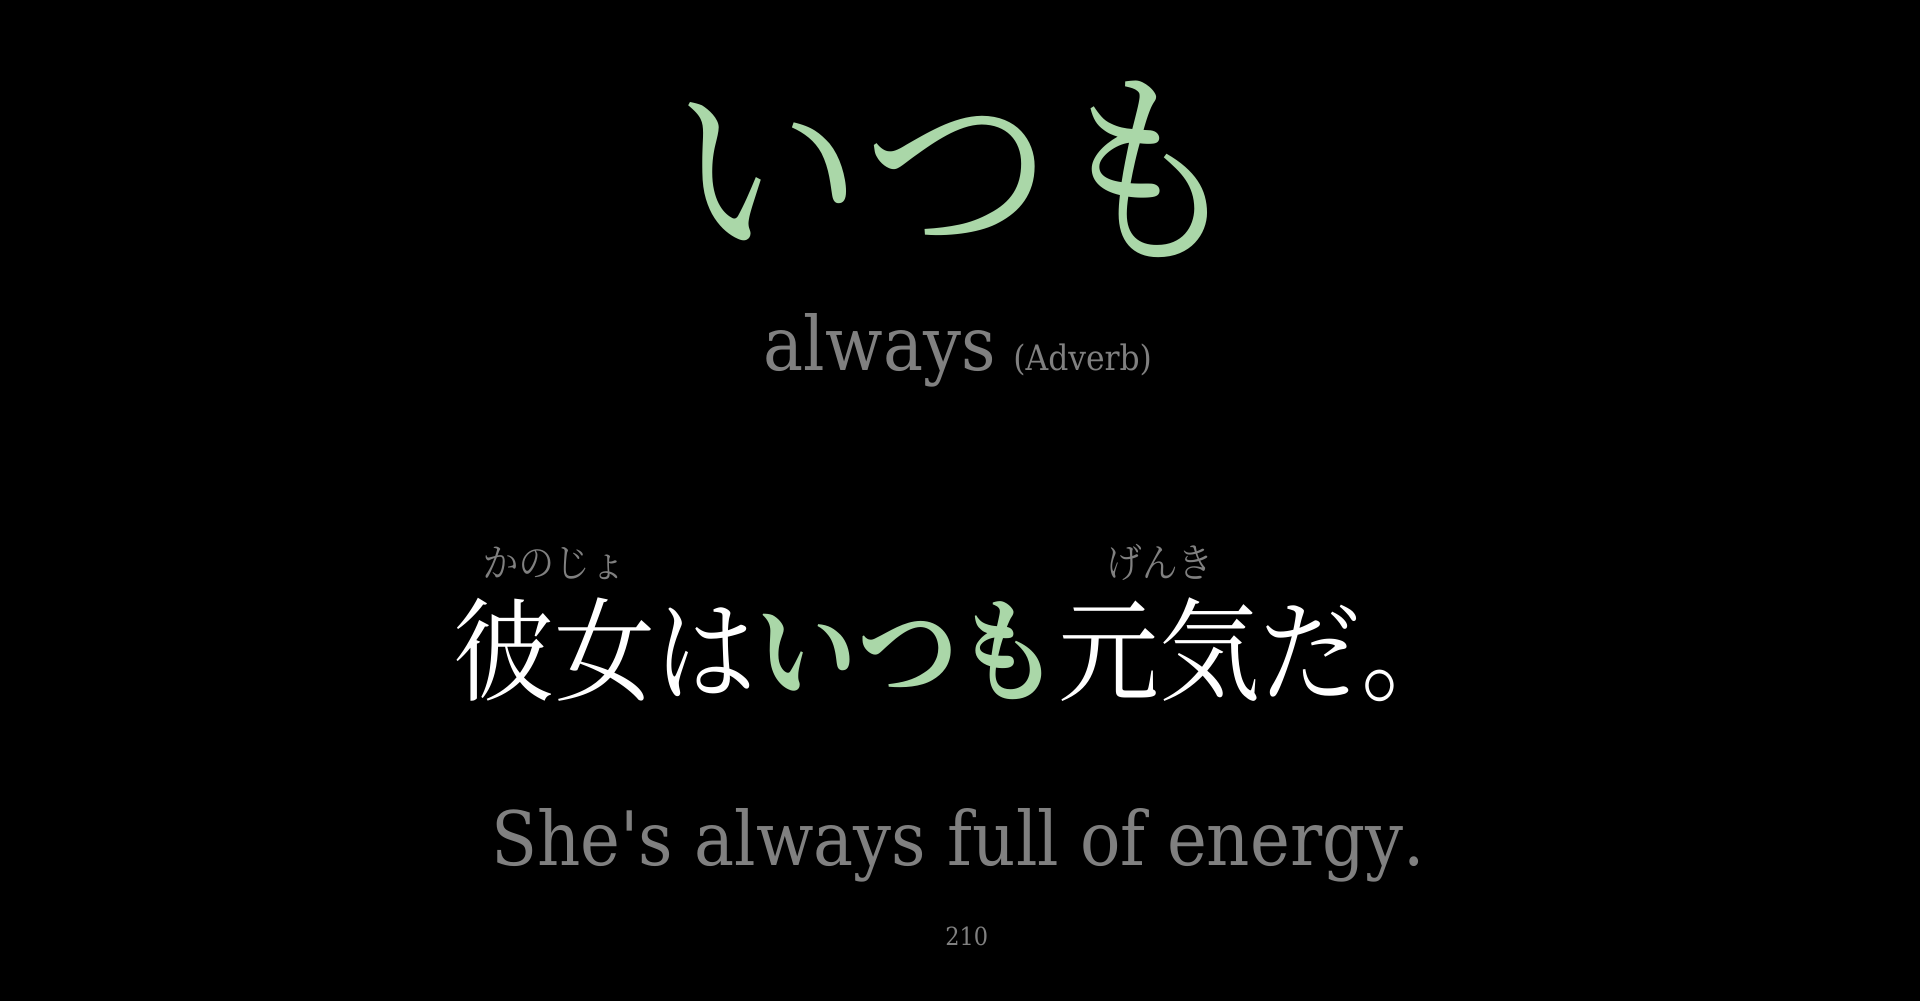 いつも
always (Adverb)
かのじょ げんき
彼女はいつも元気だ。
She's always full of energy.
210